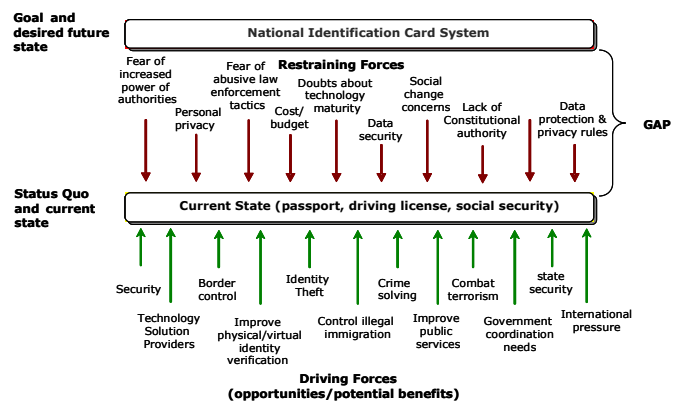 Goal and
desired future
state
National Identification Card System
Restraining Forces
Fear of
increased
power of
authorities
Personal
privacy
Fear of
abusive law
enforcement
tactics
Cost/
budget
Doubts about
technology
maturity
Data
security
Social
change
concerns
Lack of
Constitutional
authority
Data
protection &
privacy rules
GAP
Status Quo
and current
state
Current State (passport, driving license, social security)
Security
Technology
Solution
Providers
Border
control
Improve
physical/virtual
identity
verification
Identity
Theft
Control illegal
immigration
Crime
solving
Improve
public
services
Combat
terrorism
Government
coordination
needs
state
security
International
pressure
Driving Forces
(opportunities/potential benefits)